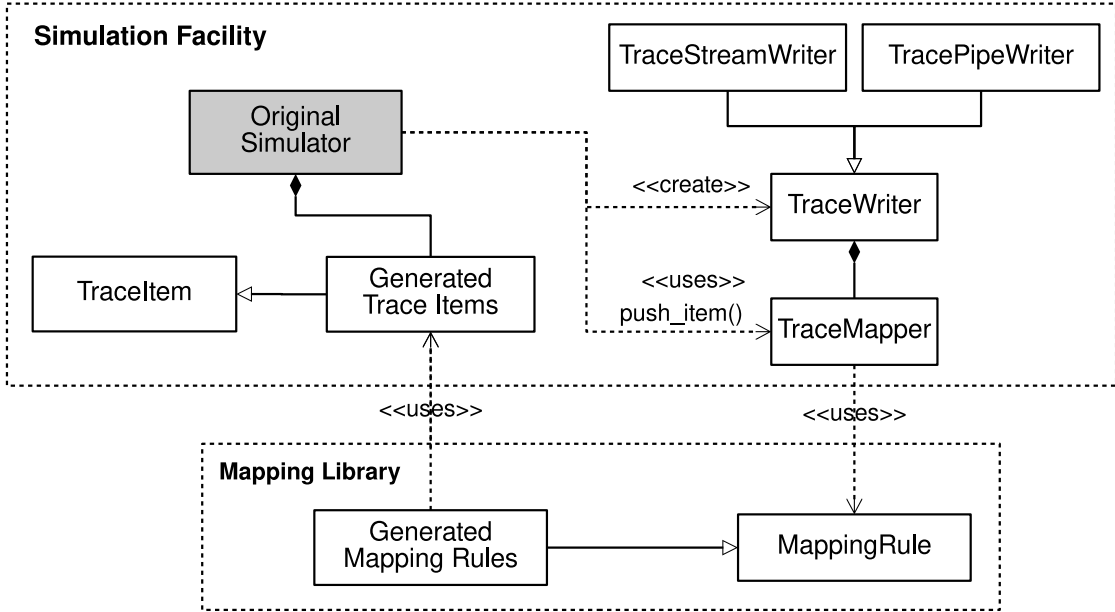 Simulation Facility
TraceStreamWriter
TracePipeWriter
Original
Simulator
<<create>>
TraceWriter
TraceItem
Generated
Trace Items
<<uses>>
push_item()
TraceMapper
<<uses>>
<<uses>>
Mapping Library
Generated
Mapping Rules
MappingRule